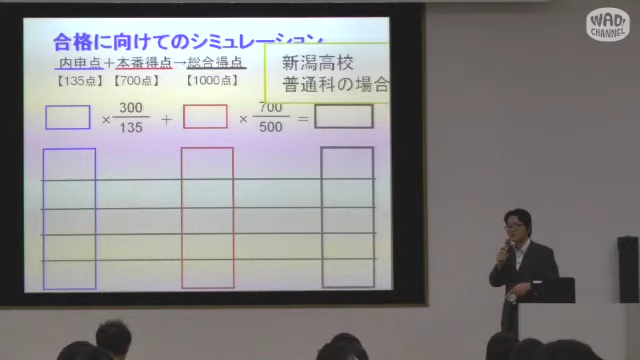 合格に向けてのシミュレーション
内申点+本番得点→総合得点
【135点】【700点】 【1000点】
新潟高校
普通科の場合
× 300/135 + × 700/500 =
WAD!
CHANNEL